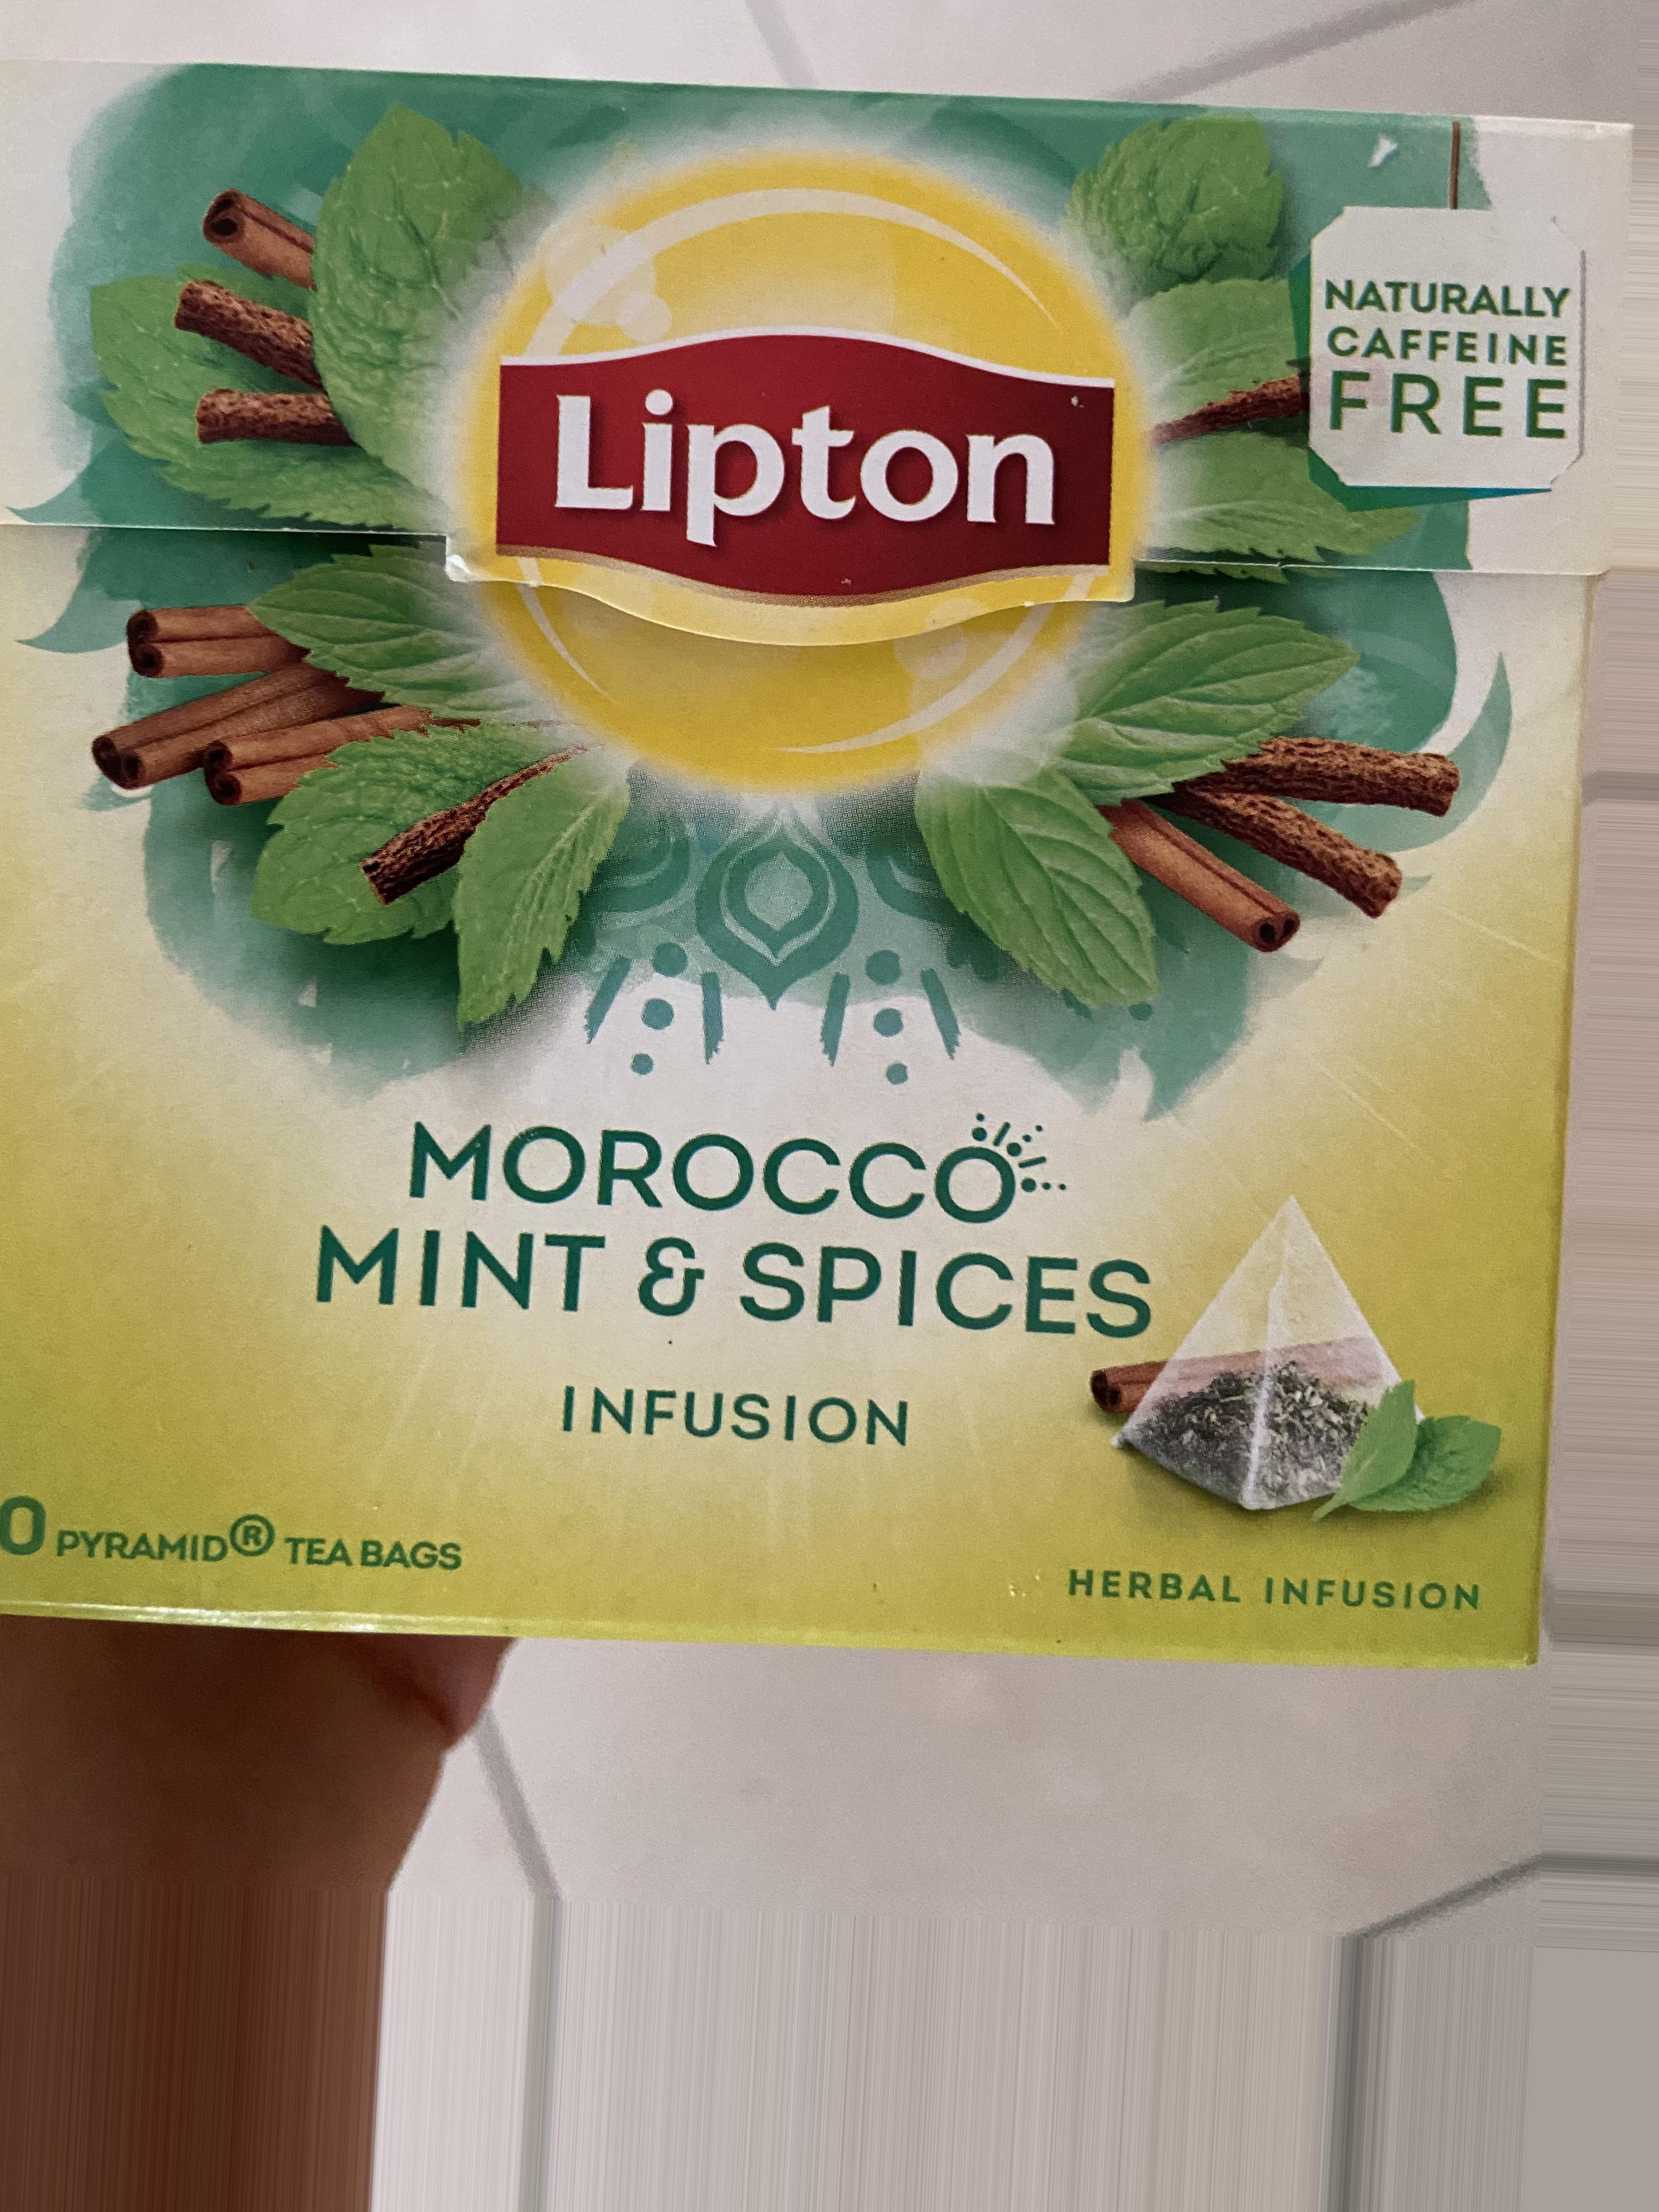 NATURALLY
CAFFEINE
FREE
Lipton
MOROCCO
MINT & SPICES
INFUSION
PYRAMID® TEA BAGS
HERBAL INFUSION